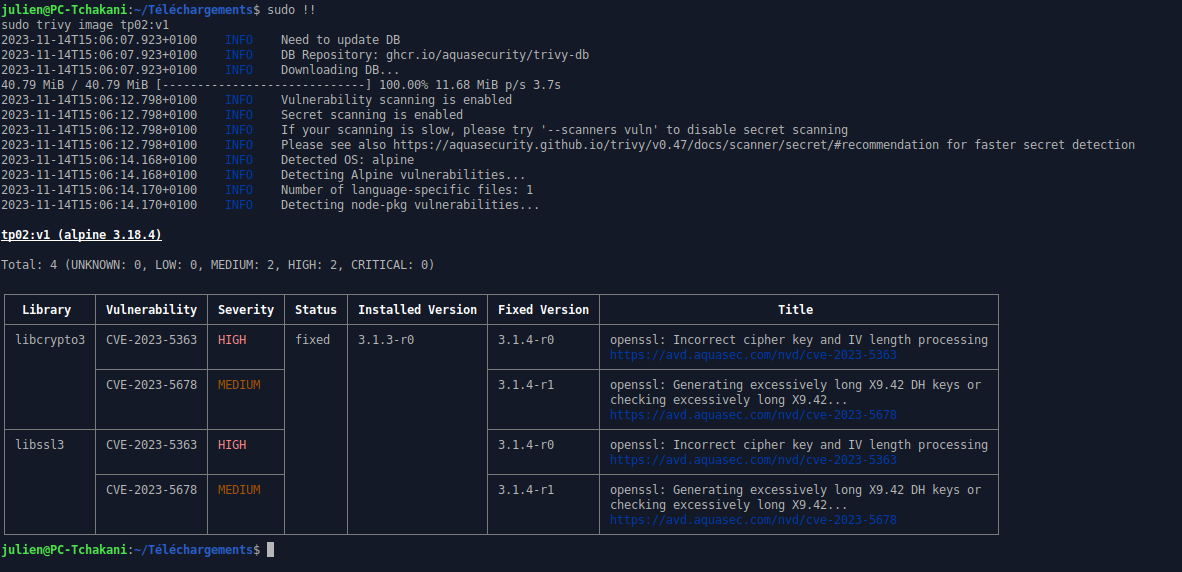 julien@PC-Tchakani:~/Téléchargements$ sudo !!
sudo trivy image tp02:v1
2023-11-14T15:06:07.923+0100 INFO Need to update DB
2023-11-14T15:06:07.923+0100 INFO DB Repository: ghcr.io/aquasecurity/trivy-db
2023-11-14T15:06:07.923+0100 INFO Downloading DB...
40.79 MiB / 40.79 MiB [-----------------------------] 100.00% 11.68 MiB p/s 3.7s
2023-11-14T15:06:12.798+0100 INFO Vulnerability scanning is enabled
2023-11-14T15:06:12.798+0100 INFO Secret scanning is enabled
2023-11-14T15:06:12.798+0100 INFO If your scanning is slow, please try '--scanners vuln' to disable secret scanning
2023-11-14T15:06:12.798+0100 INFO Please see also https://aquasecurity.github.io/trivy/v0.47/docs/scanner/secret/#recommendation for faster secret detection
2023-11-14T15:06:14.168+0100 INFO Detected OS: alpine
2023-11-14T15:06:14.168+0100 INFO Detecting Alpine vulnerabilities...
2023-11-14T15:06:14.170+0100 INFO Number of language-specific files: 1
2023-11-14T15:06:14.170+0100 INFO Detecting node-pkg vulnerabilities...
tp02:v1 (alpine 3.18.4)
Total: 4 (UNKNOWN: 0, LOW: 0, MEDIUM: 2, HIGH: 2, CRITICAL: 0)
Library Vulnerability Severity Status Installed Version Fixed Version Title
libcrypto3 CVE-2023-5363 HIGH fixed 3.1.3-r0 3.1.4-r0 openssl: Incorrect cipher key and IV length processing
https://avd.aquasec.com/nvd/cve-2023-5363
CVE-2023-5678 MEDIUM 3.1.4-r1 openssl: Generating excessively long X9.42 DH keys or
checking excessively long X9.42...
https://avd.aquasec.com/nvd/cve-2023-5678
libssl3 CVE-2023-5363 HIGH 3.1.4-r0 openssl: Incorrect cipher key and IV length processing
https://avd.aquasec.com/nvd/cve-2023-5363
CVE-2023-5678 MEDIUM 3.1.4-r1 openssl: Generating excessively long X9.42 DH keys or
checking excessively long X9.42...
https://avd.aquasec.com/nvd/cve-2023-5678
julien@PC-Tchakani:~/Téléchargements$